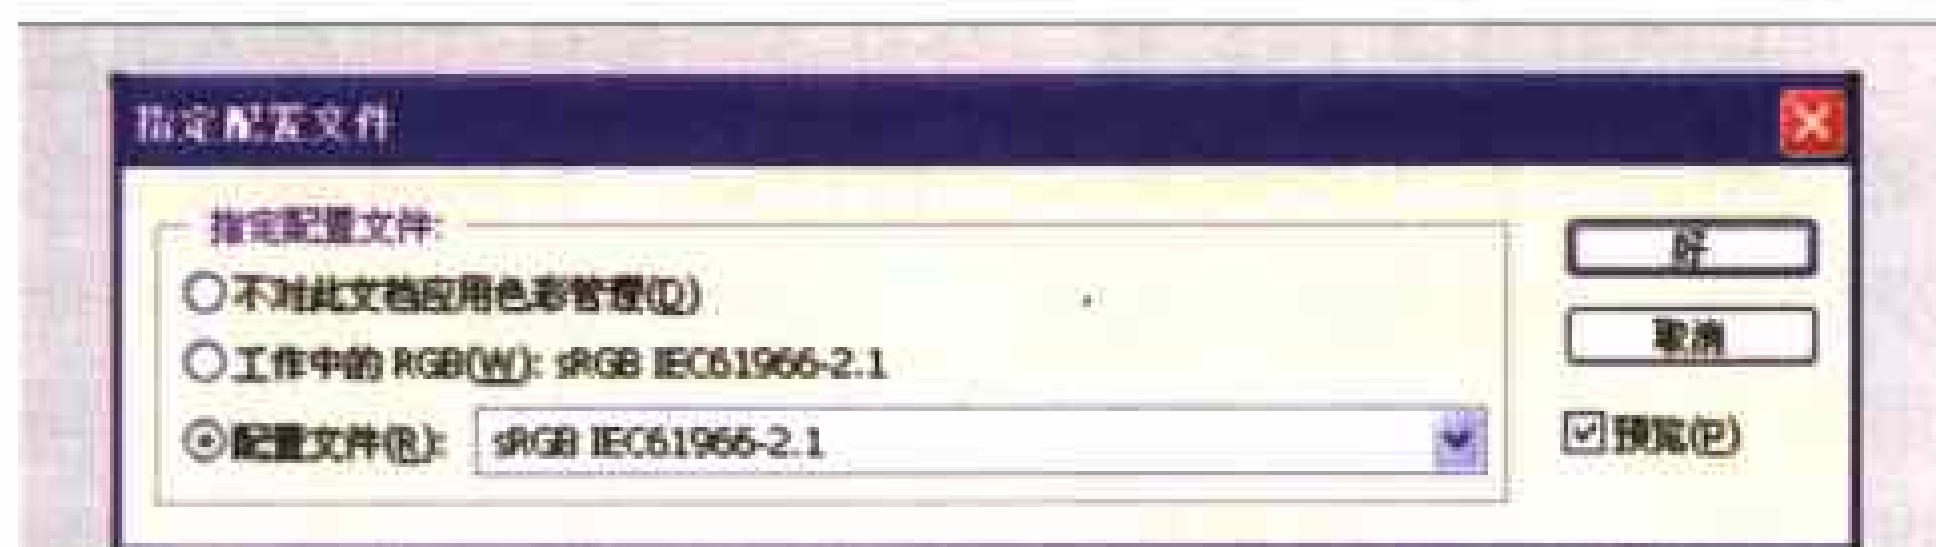 指定配置文件
指定配置文件:
不对此文档应用色彩管理(D)
工作中的 RGB(W): sRGB IEC61966-2.1
配置文件(R): sRGB IEC61966-2.1
好
取消
预览(P)